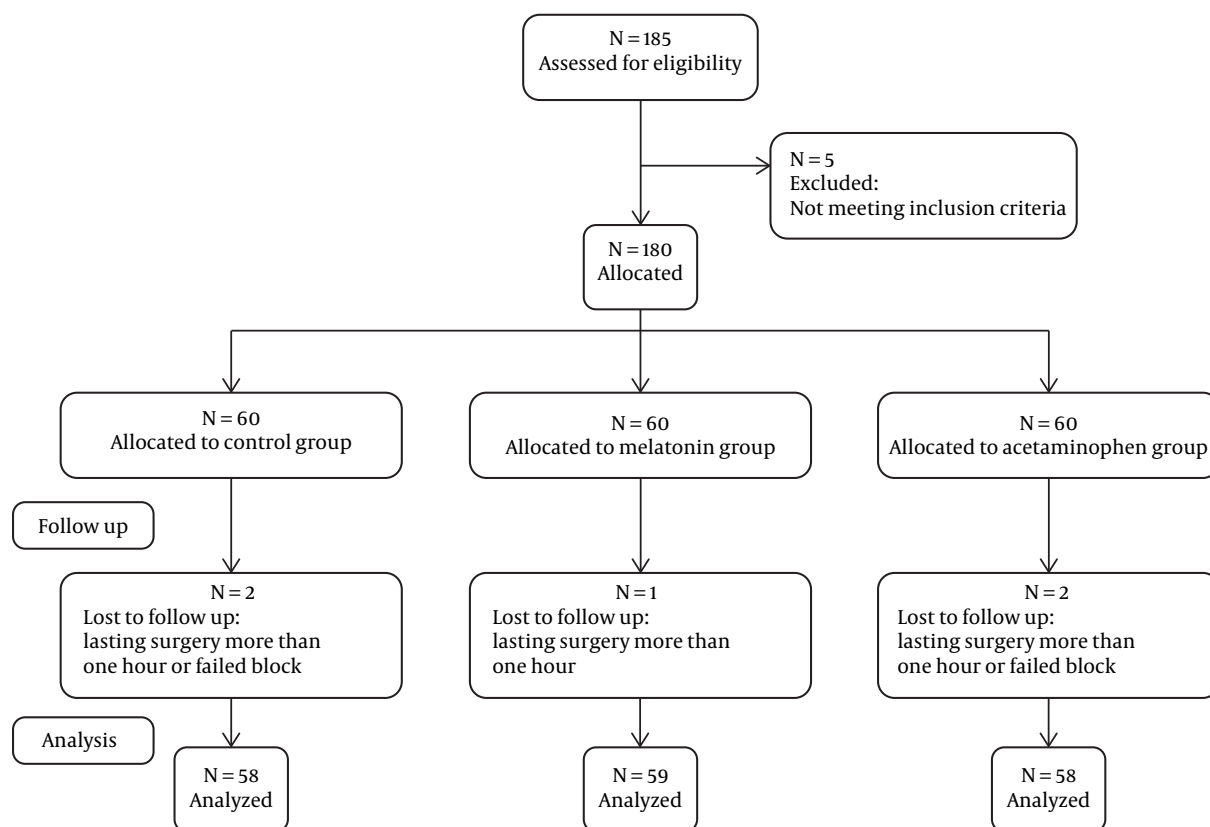 N = 185
Assessed for eligibility
N = 5
Excluded:
Not meeting inclusion criteria
N = 180
Allocated
N = 60
Allocated to control group
N = 60
Allocated to melatonin group
N = 60
Allocated to acetaminophen group
Follow up
N = 2
Lost to follow up:
lasting surgery more than
one hour or failed block
N = 1
Lost to follow up:
lasting surgery more than
one hour
N = 2
Lost to follow up:
lasting surgery more than
one hour or failed block
Analysis
N = 58
Analyzed
N = 59
Analyzed
N = 58
Analyzed